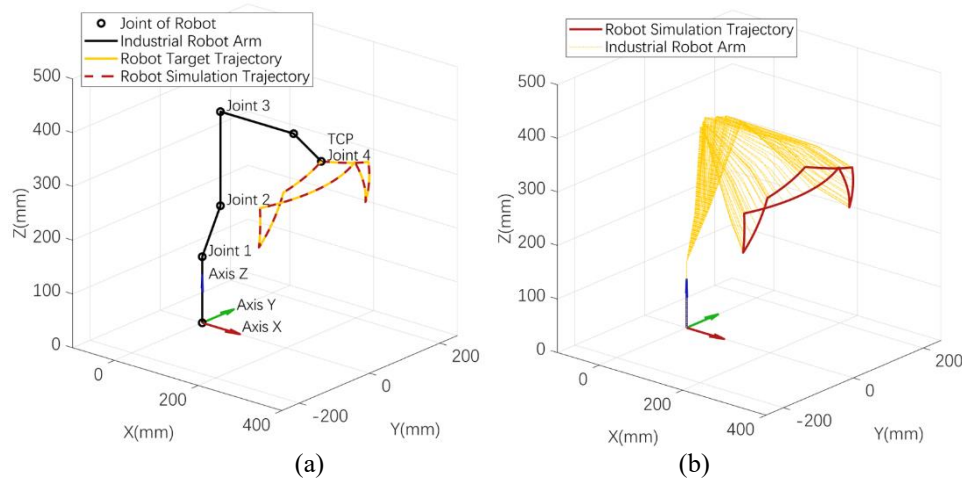 Joint of Robot
Industrial Robot Arm
Robot Target Trajectory
Robot Simulation Trajectory
500
400
300
200
100
0
Z(mm)
Joint 3
TCP
Joint 4
Joint 2
Joint 1
Axis Z
Axis Y
Axis X
0
200
400
X(mm)
-200
0
200
Y(mm)
(a)
Robot Simulation Trajectory
Industrial Robot Arm
500
400
300
200
100
0
Z(mm)
0
200
400
X(mm)
-200
0
200
Y(mm)
(b)